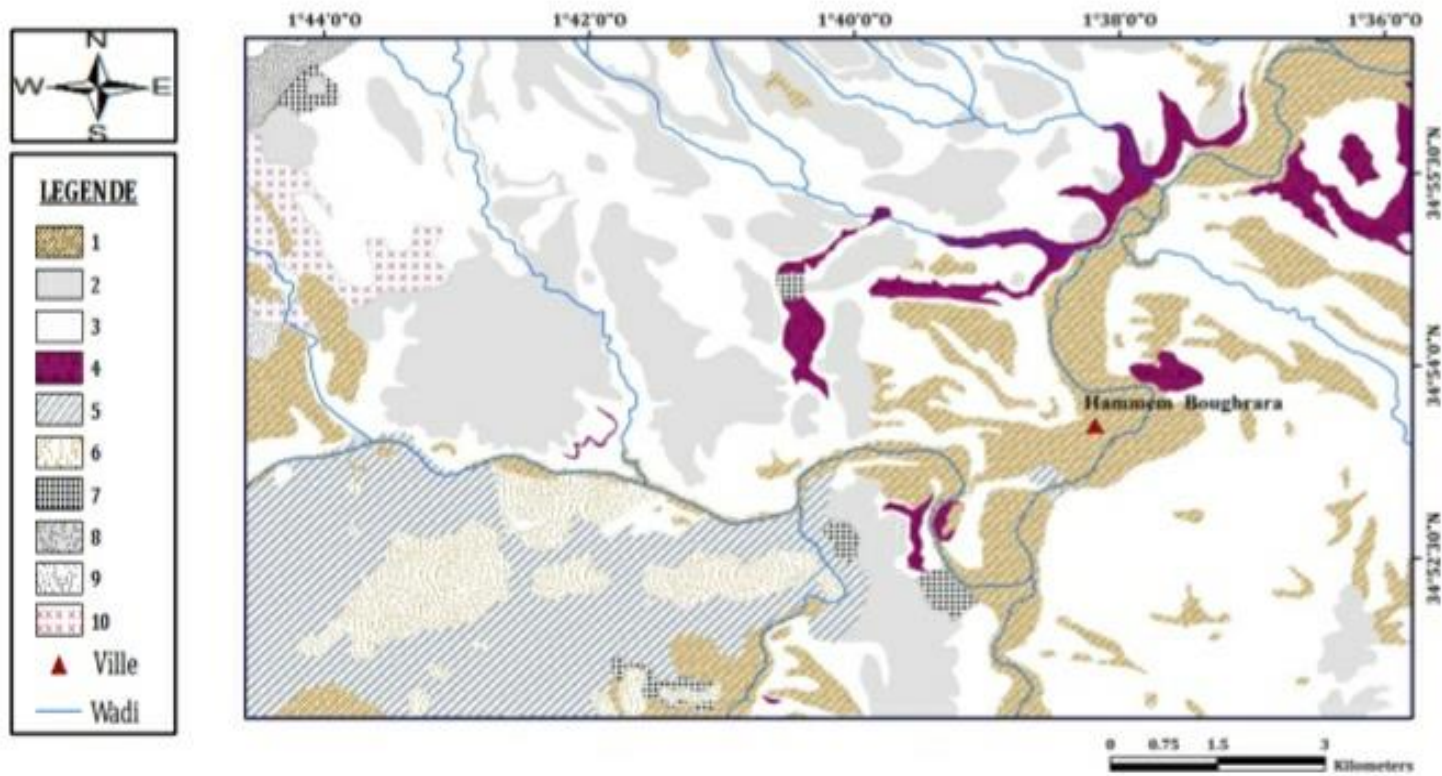 1°44'0"O 1°42'0"O 1°40'0"O 1°38'0"O 1°36'0"O
N
W E
S
LEGENDE
1
2
3
4
5
6
7
8
9
10
Ville
Wadi
Hammem Boughrara
34°55'30"N
34°54'0"N
34°52'30"N
0 0.75 1.5 3
Kilometers